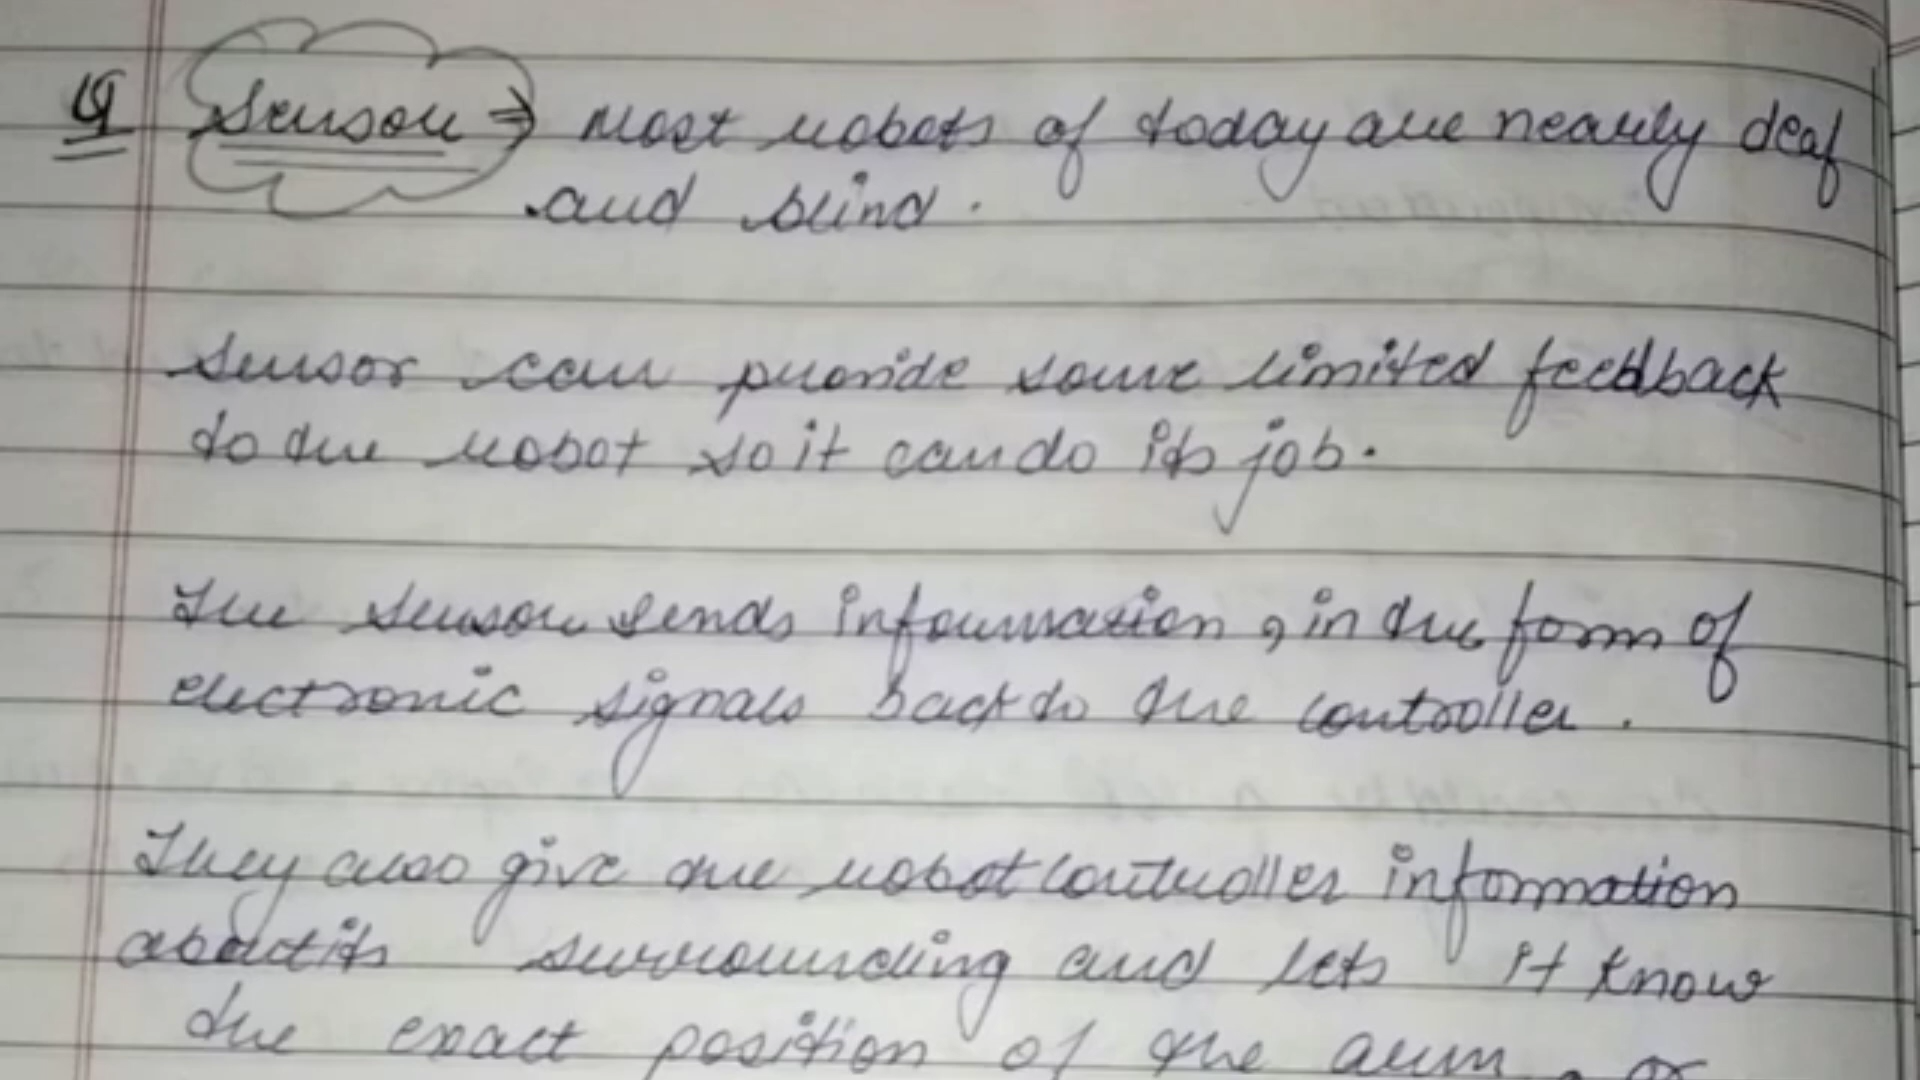 Q Sensor → Most robots of today are nearly deaf
and blind.
Sensor can provide some limited feedback
to the robot so it can do its job.
The sensor sends information, in the form of
electronic signals back to the controller.
They also give the robot controller information
about its surrounding and lets it know
the exact position of the arm, or